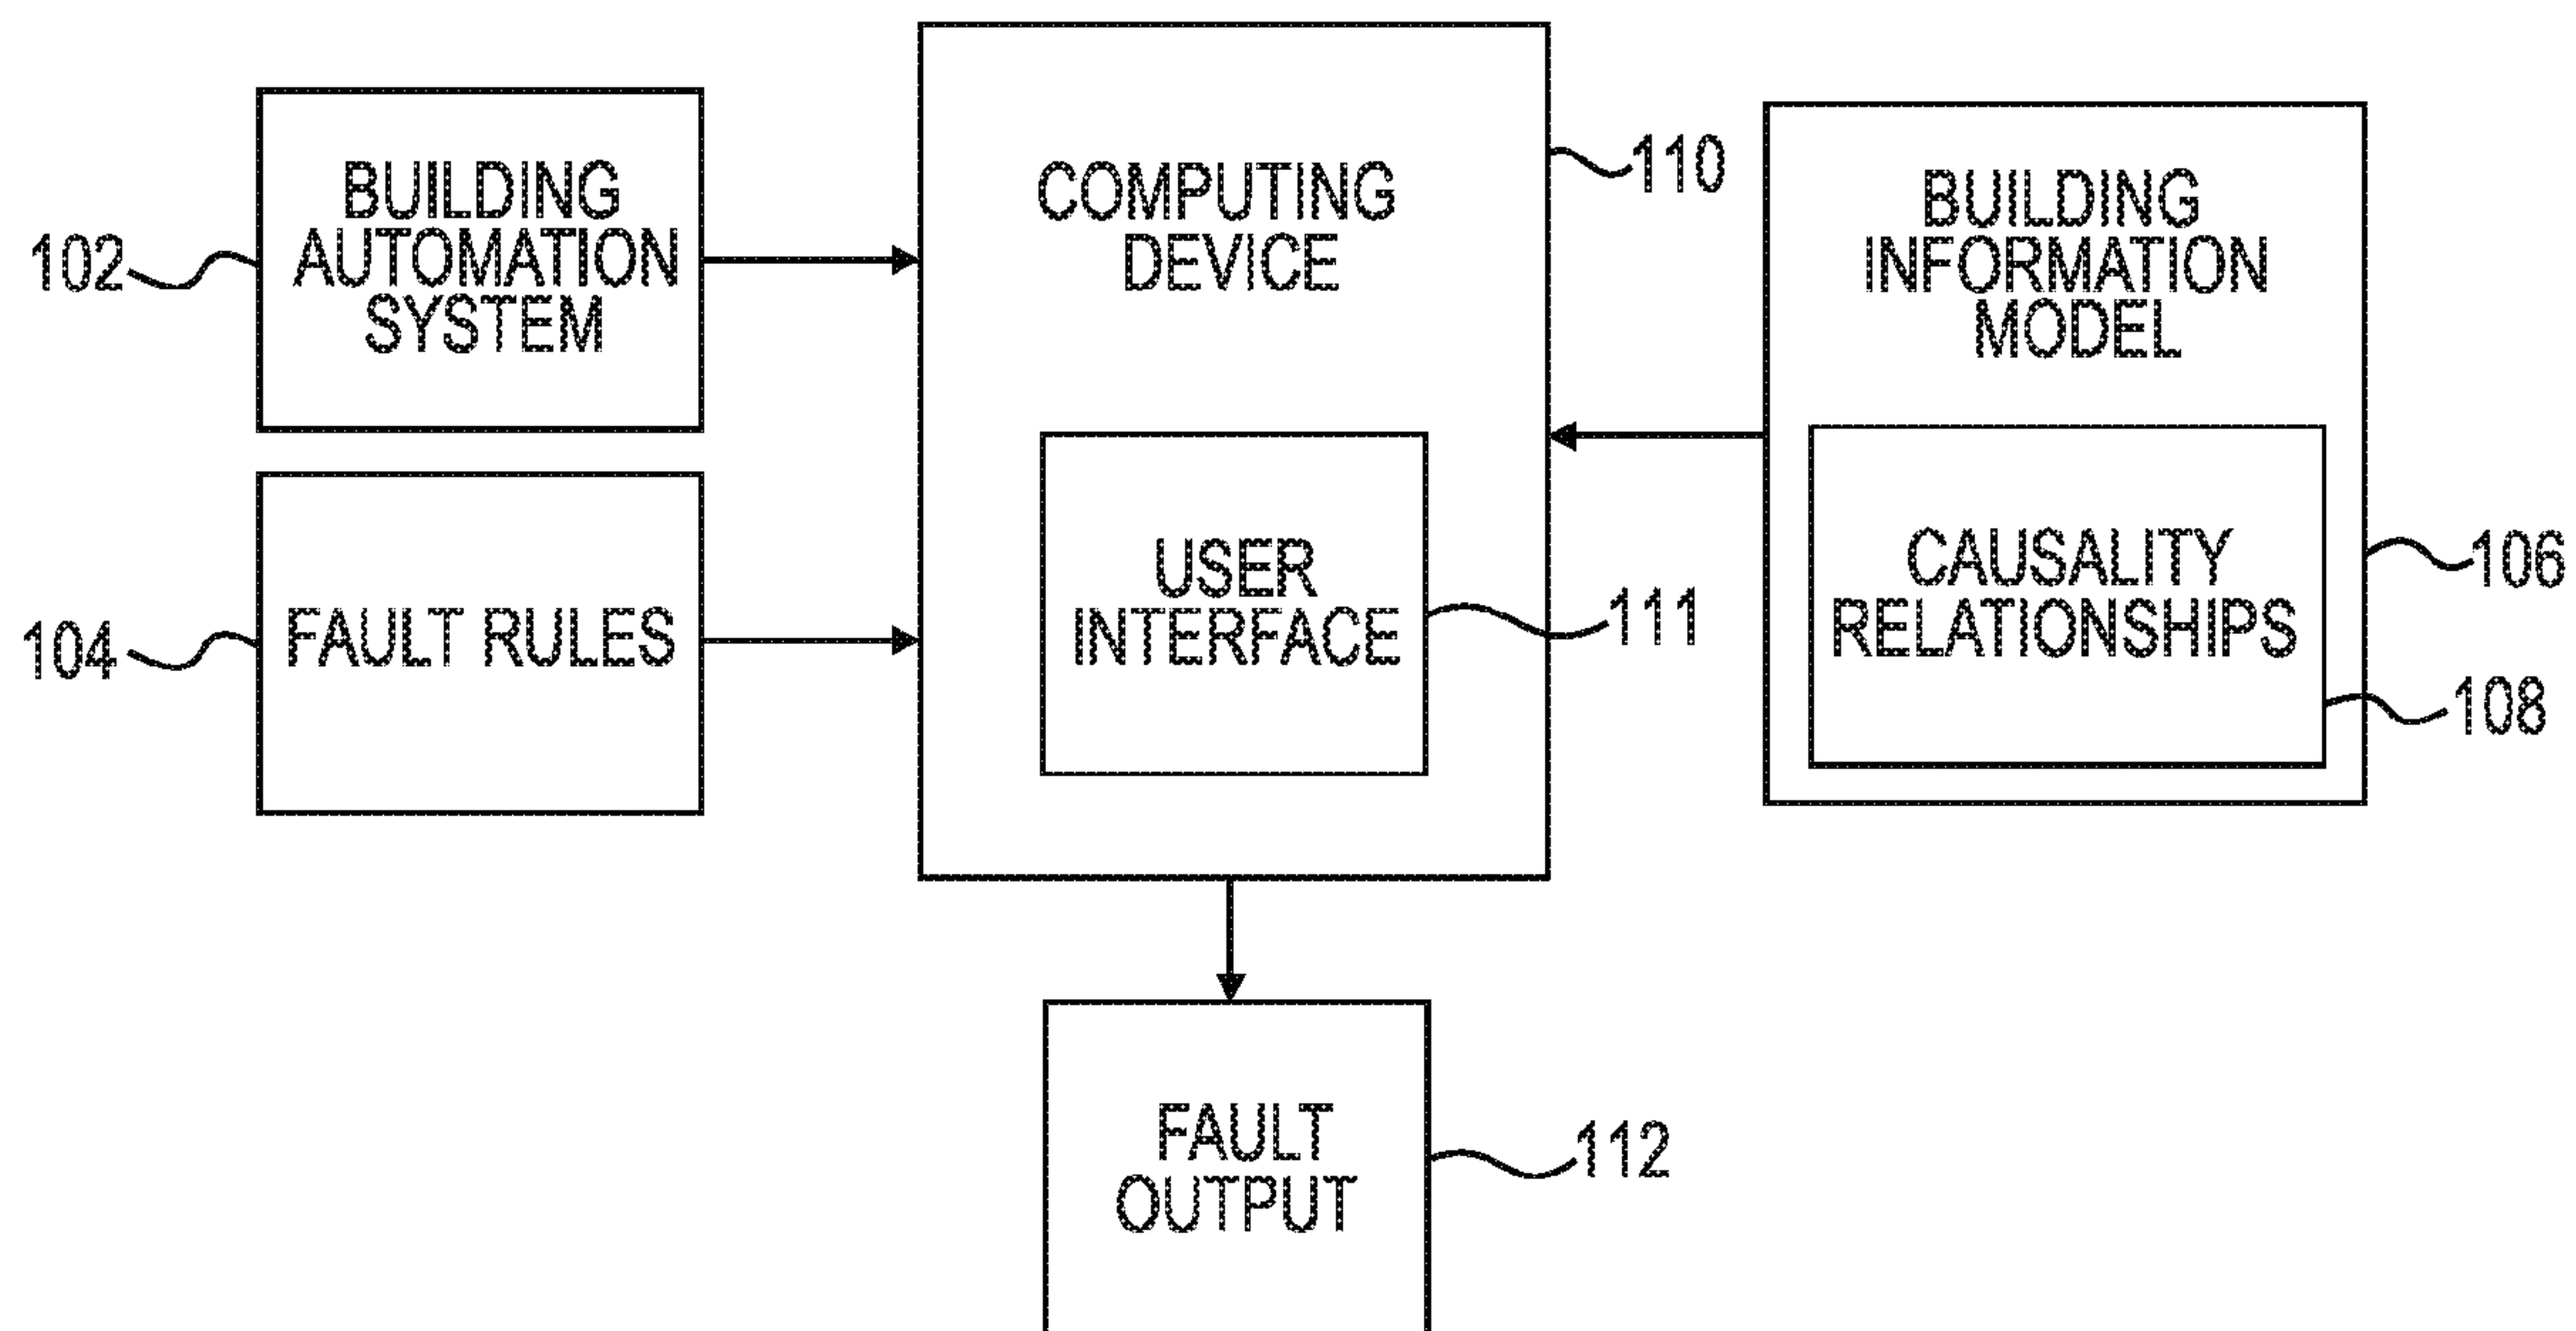 102
BUILDING
AUTOMATION
SYSTEM
104
FAULT RULES
COMPUTING
DEVICE
110
USER
INTERFACE
111
BUILDING
INFORMATION
MODEL
CAUSALITY
RELATIONSHIPS
106
108
FAULT
OUTPUT
112